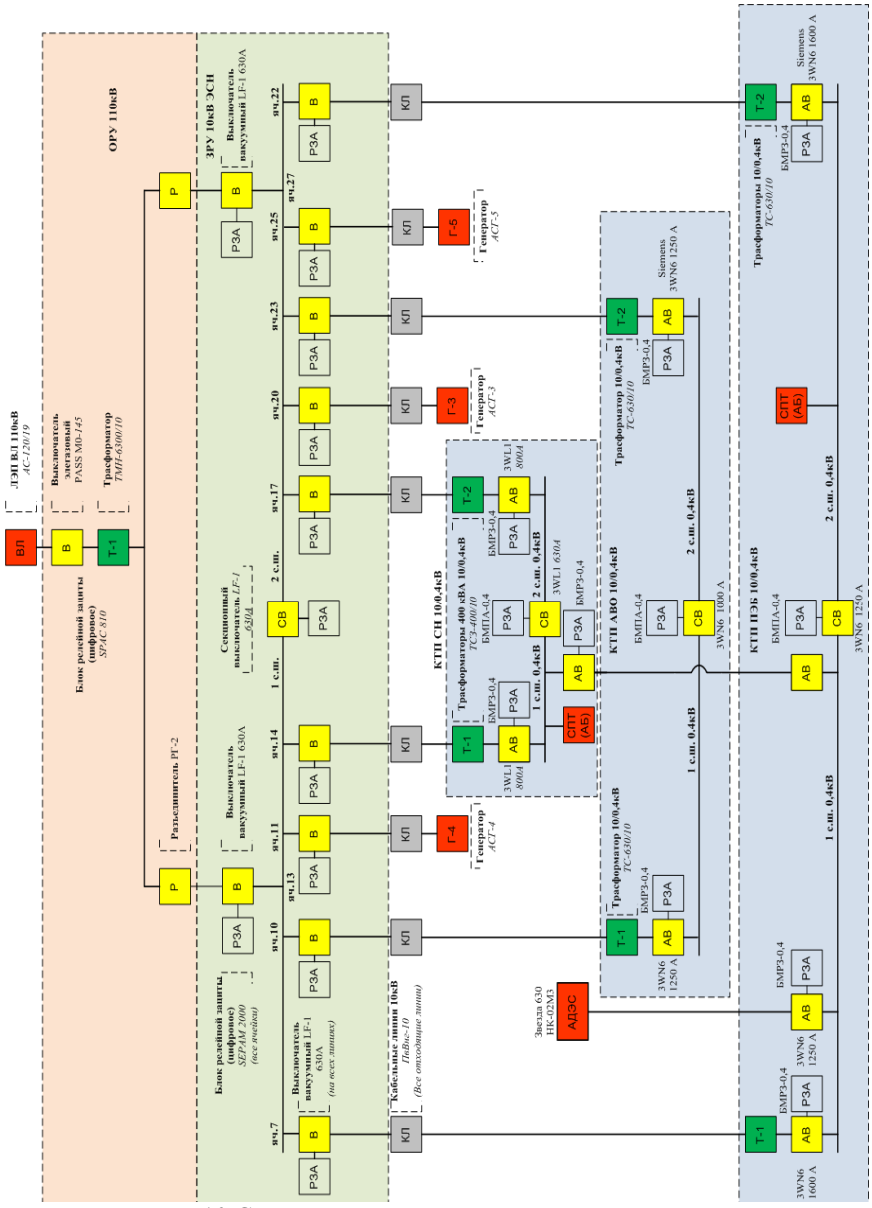 ЛЭП ВЛ 110кВ
АС-120/19
ВЛ
Выключатель
элегазовый
PASS M0-145
В
Трасформатор
ТМН-6300/10
Т-1
Блок релейной защиты
(цифровое)
SPAC 810
ОРУ 110кВ
Разъединитель РГ-2
Р
Р
ЗРУ 10кВ ЭСН
Выключатель
вакуумный LF-1 630А
В
РЗА
яч.13
Выключатель
вакуумный LF-1 630А
В
РЗА
яч.27
Блок релейной защиты
(цифровое)
SEPAM 2000
(все ячейки)
Секционный
выключатель LF-1
630А
СВ
РЗА
1 с.ш.
2 с.ш.
яч.7
яч.10
яч.11
яч.14
яч.17
яч.20
яч.23
яч.25
яч.22
В
В
В
В
В
В
В
В
В
РЗА
РЗА
РЗА
РЗА
РЗА
РЗА
РЗА
РЗА
РЗА
Выключатель
вакуумный LF-1
630А
(на всех линиях)
Кабельные линии 10кВ
ПвВнг-10
(Все отходящие линии)
КЛ
КЛ
КЛ
КЛ
КЛ
КЛ
КЛ
КЛ
КЛ
Г-4
Генератор
АСГ-4
Г-3
Генератор
АСГ-3
Г-5
Генератор
АСГ-5
КТП СН 10/0,4кВ
Т-1
Трасформаторы 400 кВА 10/0,4кВ
ТСЗ-400/10
Т-2
БМРЗ-0,4
АВ
РЗА
3WL1
800А
БМРЗ-0,4
АВ
РЗА
3WL1
800А
СПТ
(АБ)
1 с.ш. 0,4кВ
2 с.ш. 0,4кВ
БМПА-0,4
РЗА
СВ
3WL1 630А
БМРЗ-0,4
РЗА
АВ
КТП АВО 10/0,4кВ
Т-1
Трасформатор 10/0,4кВ
ТС-630/10
БМРЗ-0,4
АВ
РЗА
3WN6
1250 А
Т-2
Трасформатор 10/0,4кВ
ТС-630/10
БМРЗ-0,4
АВ
РЗА
Siemens
3WN6 1250 А
БМПА-0,4
РЗА
СВ
3WN6 1000 А
1 с.ш. 0,4кВ
2 с.ш. 0,4кВ
Звезда 630
НК-02М3
АДЭС
КТП ПЭБ 10/0,4кВ
Т-1
БМРЗ-0,4
АВ
РЗА
3WN6
1600 А
БМРЗ-0,4
АВ
РЗА
3WN6
1250 А
АВ
БМПА-0,4
РЗА
СВ
3WN6 1250 А
СПТ
(АБ)
Т-2
Трасформаторы 10/0,4кВ
ТС-630/10
БМРЗ-0,4
АВ
РЗА
Siemens
3WN6 1600 А
1 с.ш. 0,4кВ
2 с.ш. 0,4кВ